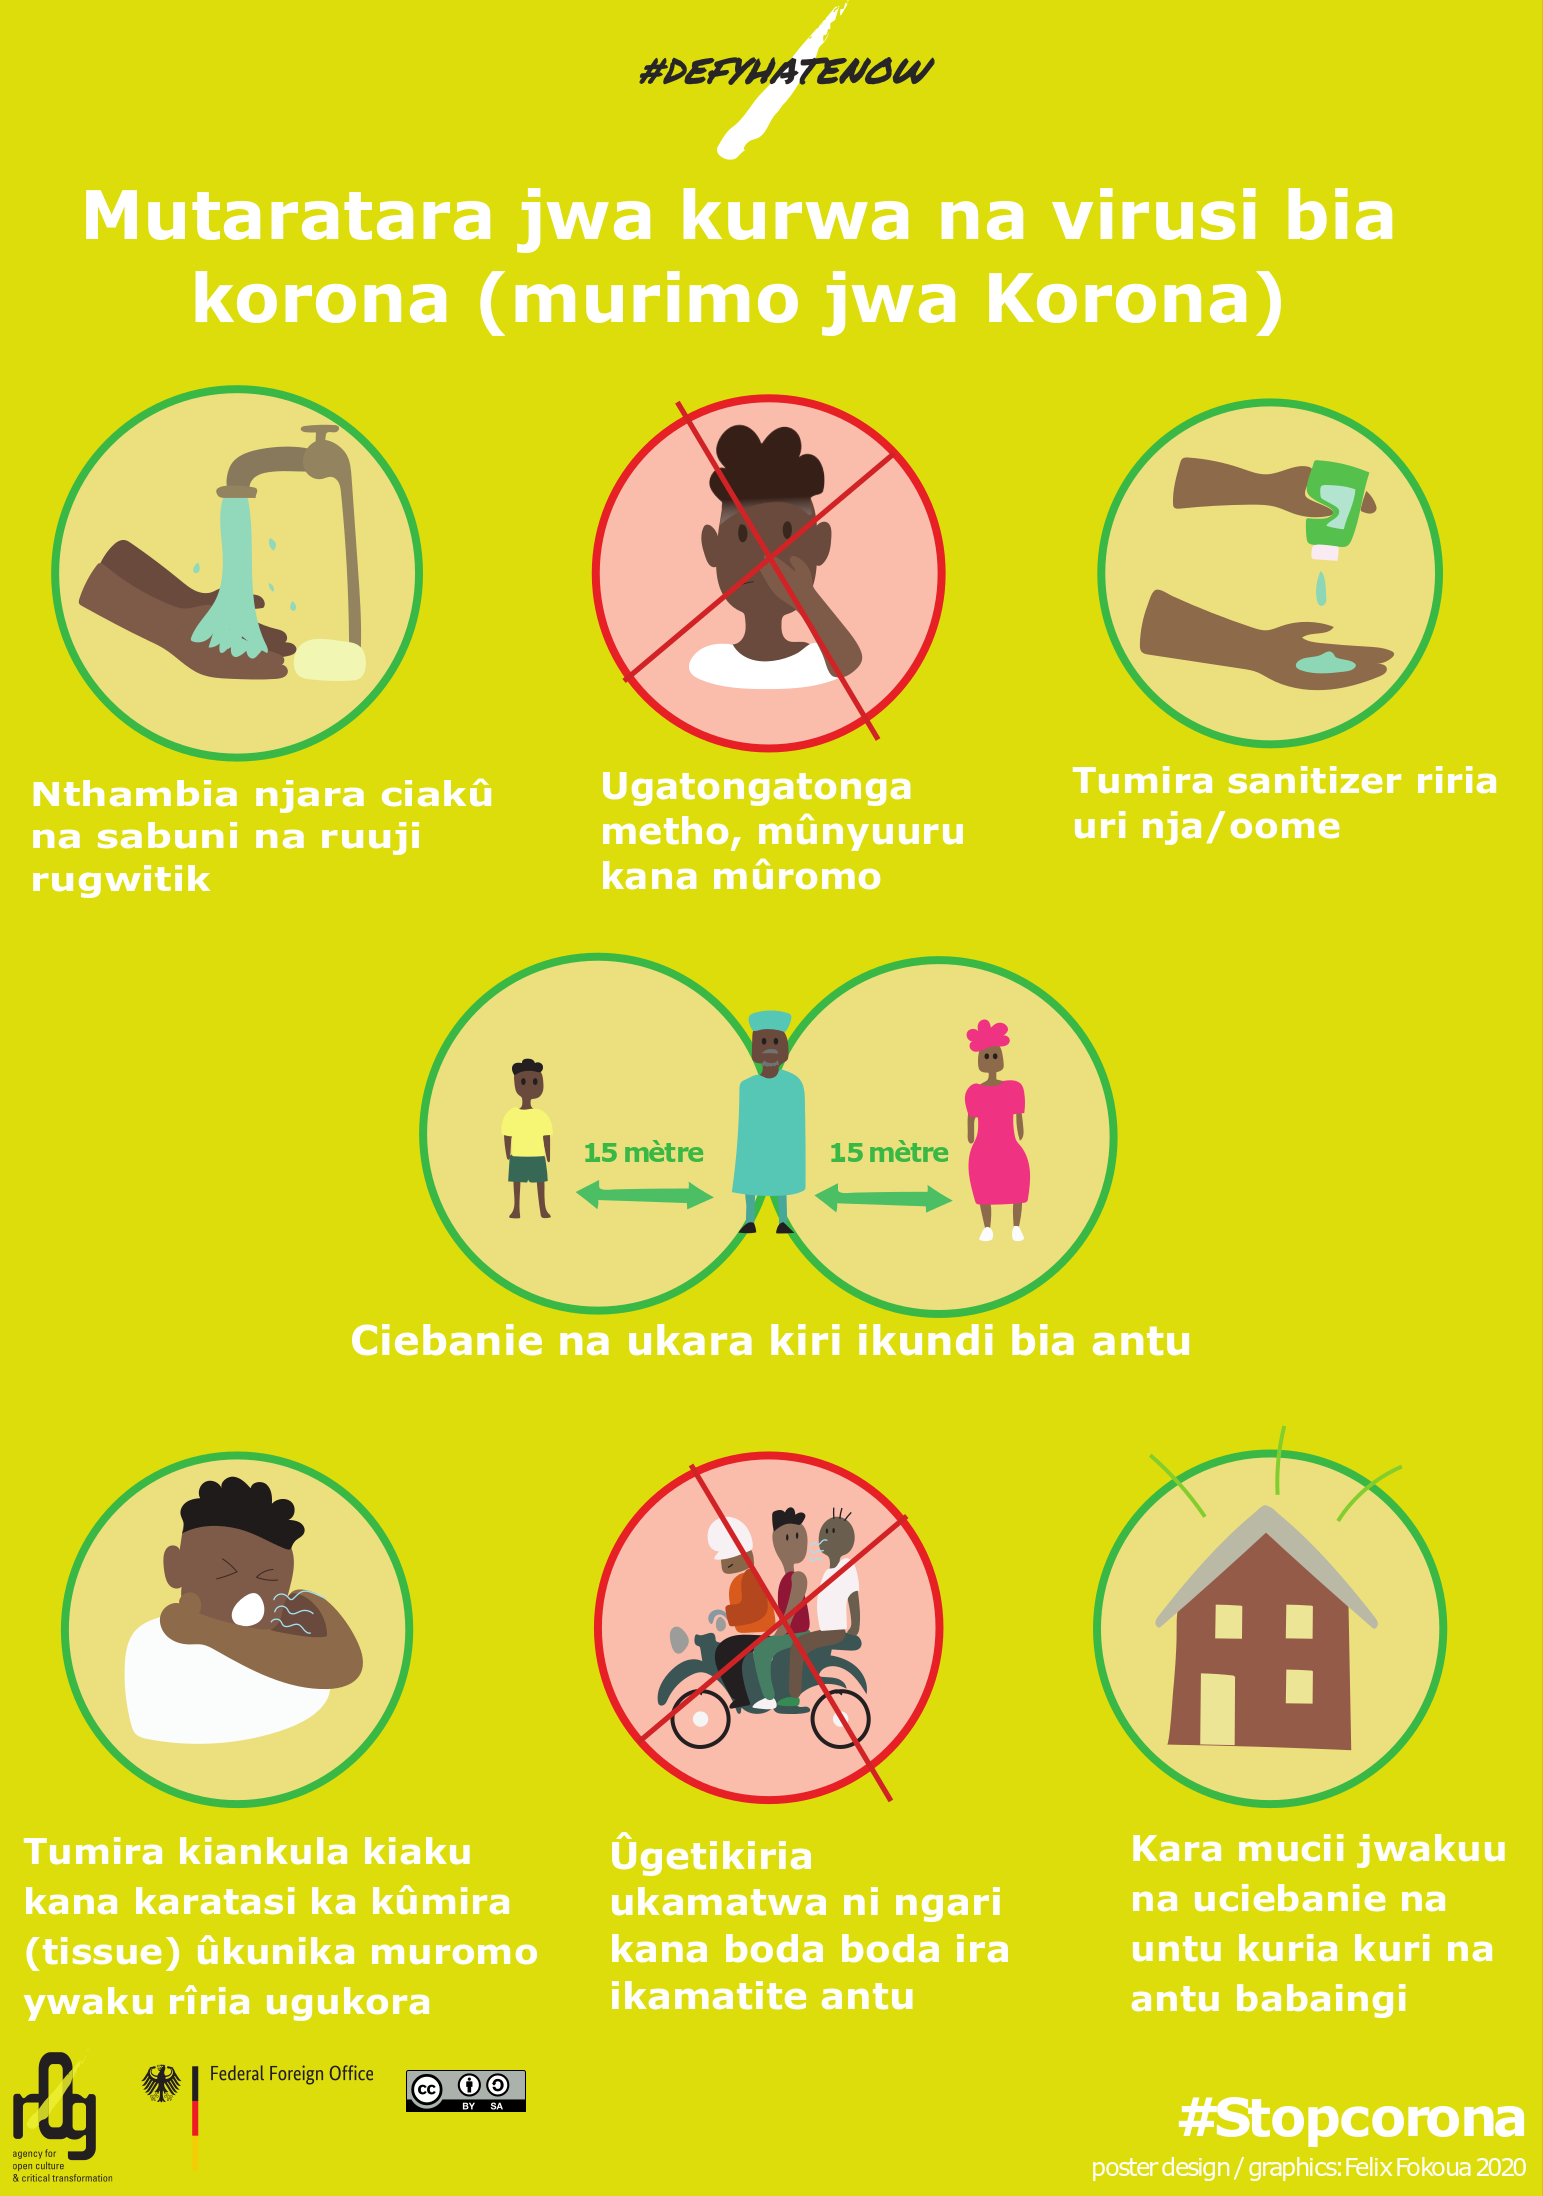 #DEFYHATENOW
Mutaratara jwa kurwa na virusi bia
korona (murimo jwa Korona)
Nthambia njara ciakû
na sabuni na ruuji
rugwitik
Ugatongatonga
metho, mûnyuuru
kana mûromo
Tumira sanitizer riria
uri nja/oome
15 mètre
15 mètre
Ciebanie na ukara kiri ikundi bia antu
Tumira kiankula kiaku
kana karatasi ka kûmira
(tissue) ûkunika muromo
ywaku rîria ugukora
Ûgetikiria
ukamatwa ni ngari
kana boda boda ira
ikamatite antu
Kara mucii jwakuu
na uciebanie na
untu kuria kuri na
antu babaingi
r0g
agency for
open culture
& critical transformation
Federal Foreign Office
cc
BY SA
#Stopcorona
poster design / graphics: Felix Fokoua 2020